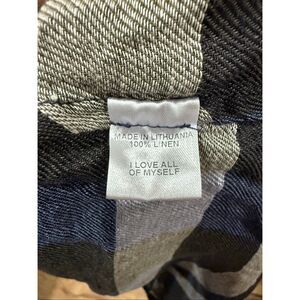 MADE IN LITHUANIA
100% LINEN
I LOVE ALL
OF MYSELF